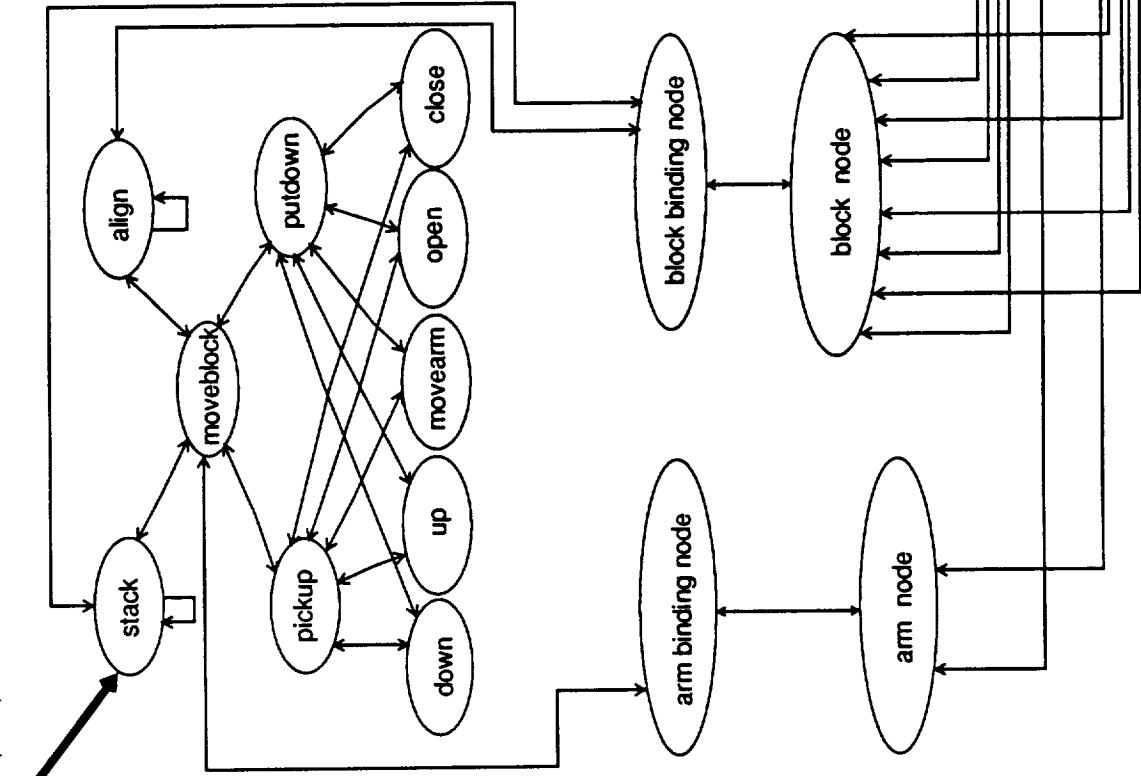 stack
align
moveblock
pickup
putdown
down
up
movearm
open
close
arm binding node
block binding node
arm node
block node